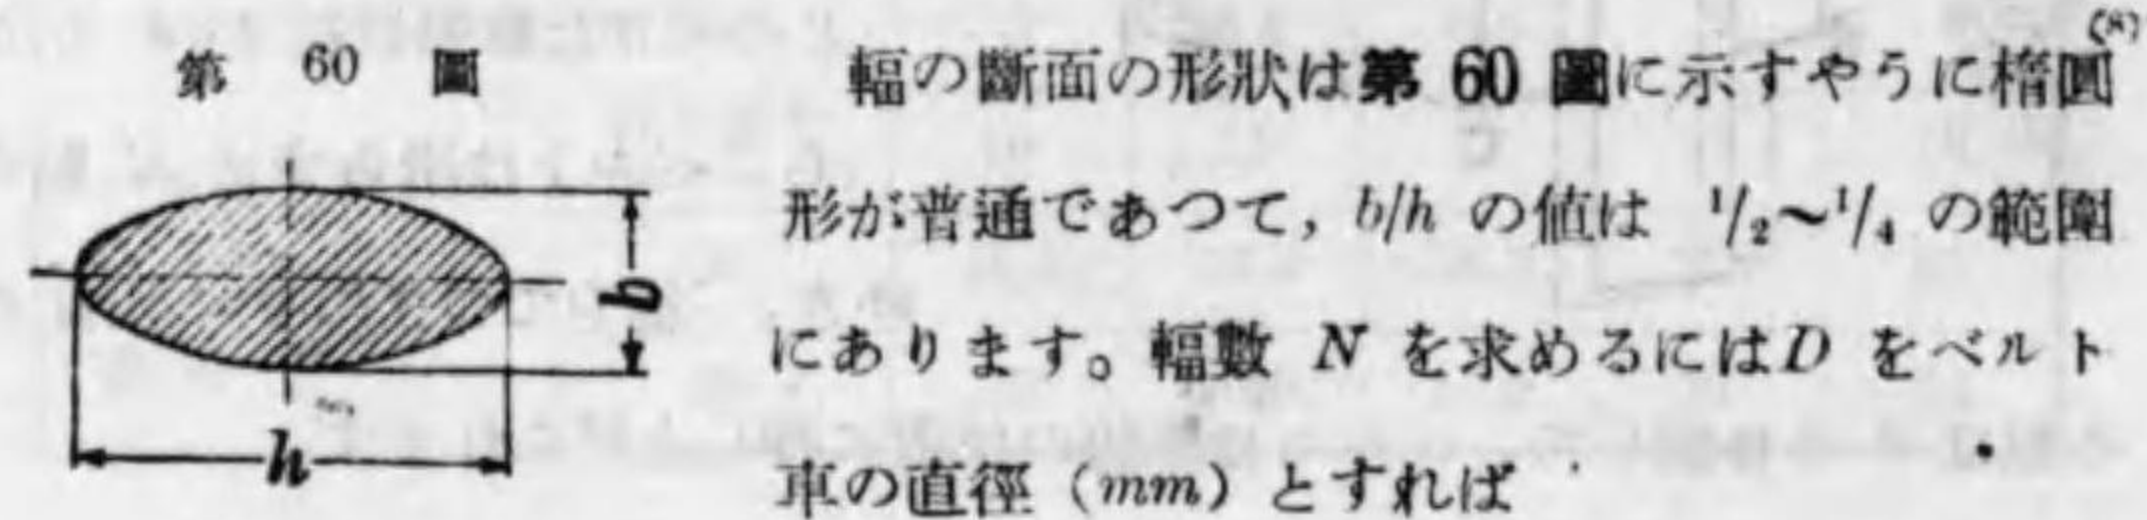 第 60 圖
輻の斷面の形狀は第 60 圖に示すやうに楕圓(8)
形が普通であつて, b/h の値は 1/2〜1/4 の範圍
にあります。輻數 N を求めるにはD をベルト
車の直徑 (mm) とすれば
b
h